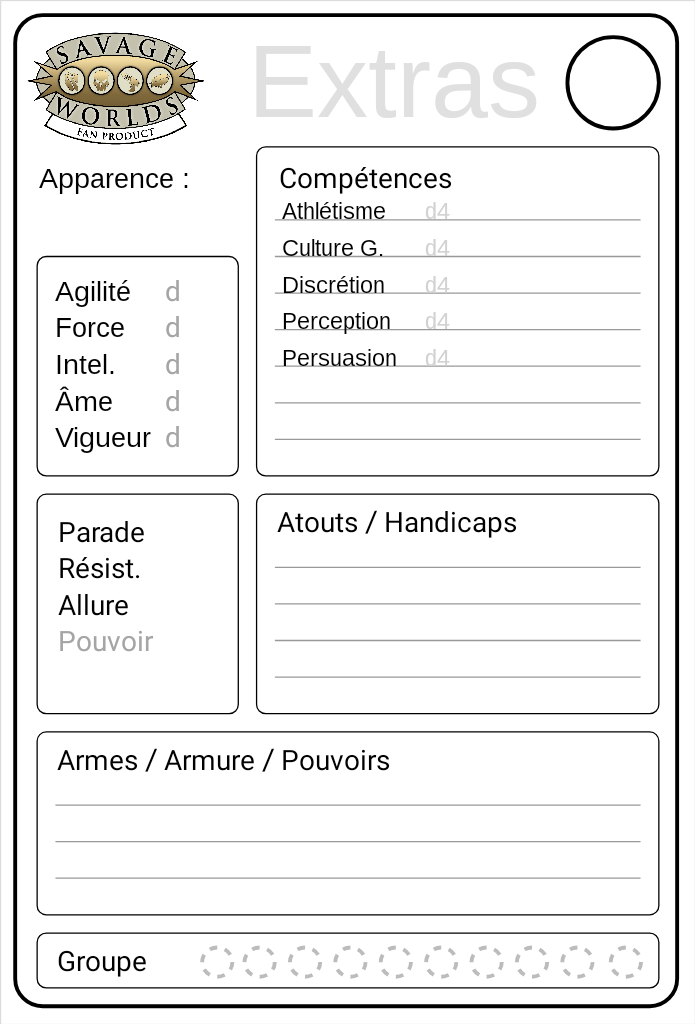 SAVAGE
WORLDS
FAN PRODUCT
Extras
Apparence :
Compétences
Athlétisme d4
Culture G. d4
Discrétion d4
Perception d4
Persuasion d4
Agilité d
Force d
Intel. d
Âme d
Vigueur d
Parade
Résist.
Allure
Pouvoir
Atouts / Handicaps
Armes / Armure / Pouvoirs
Groupe